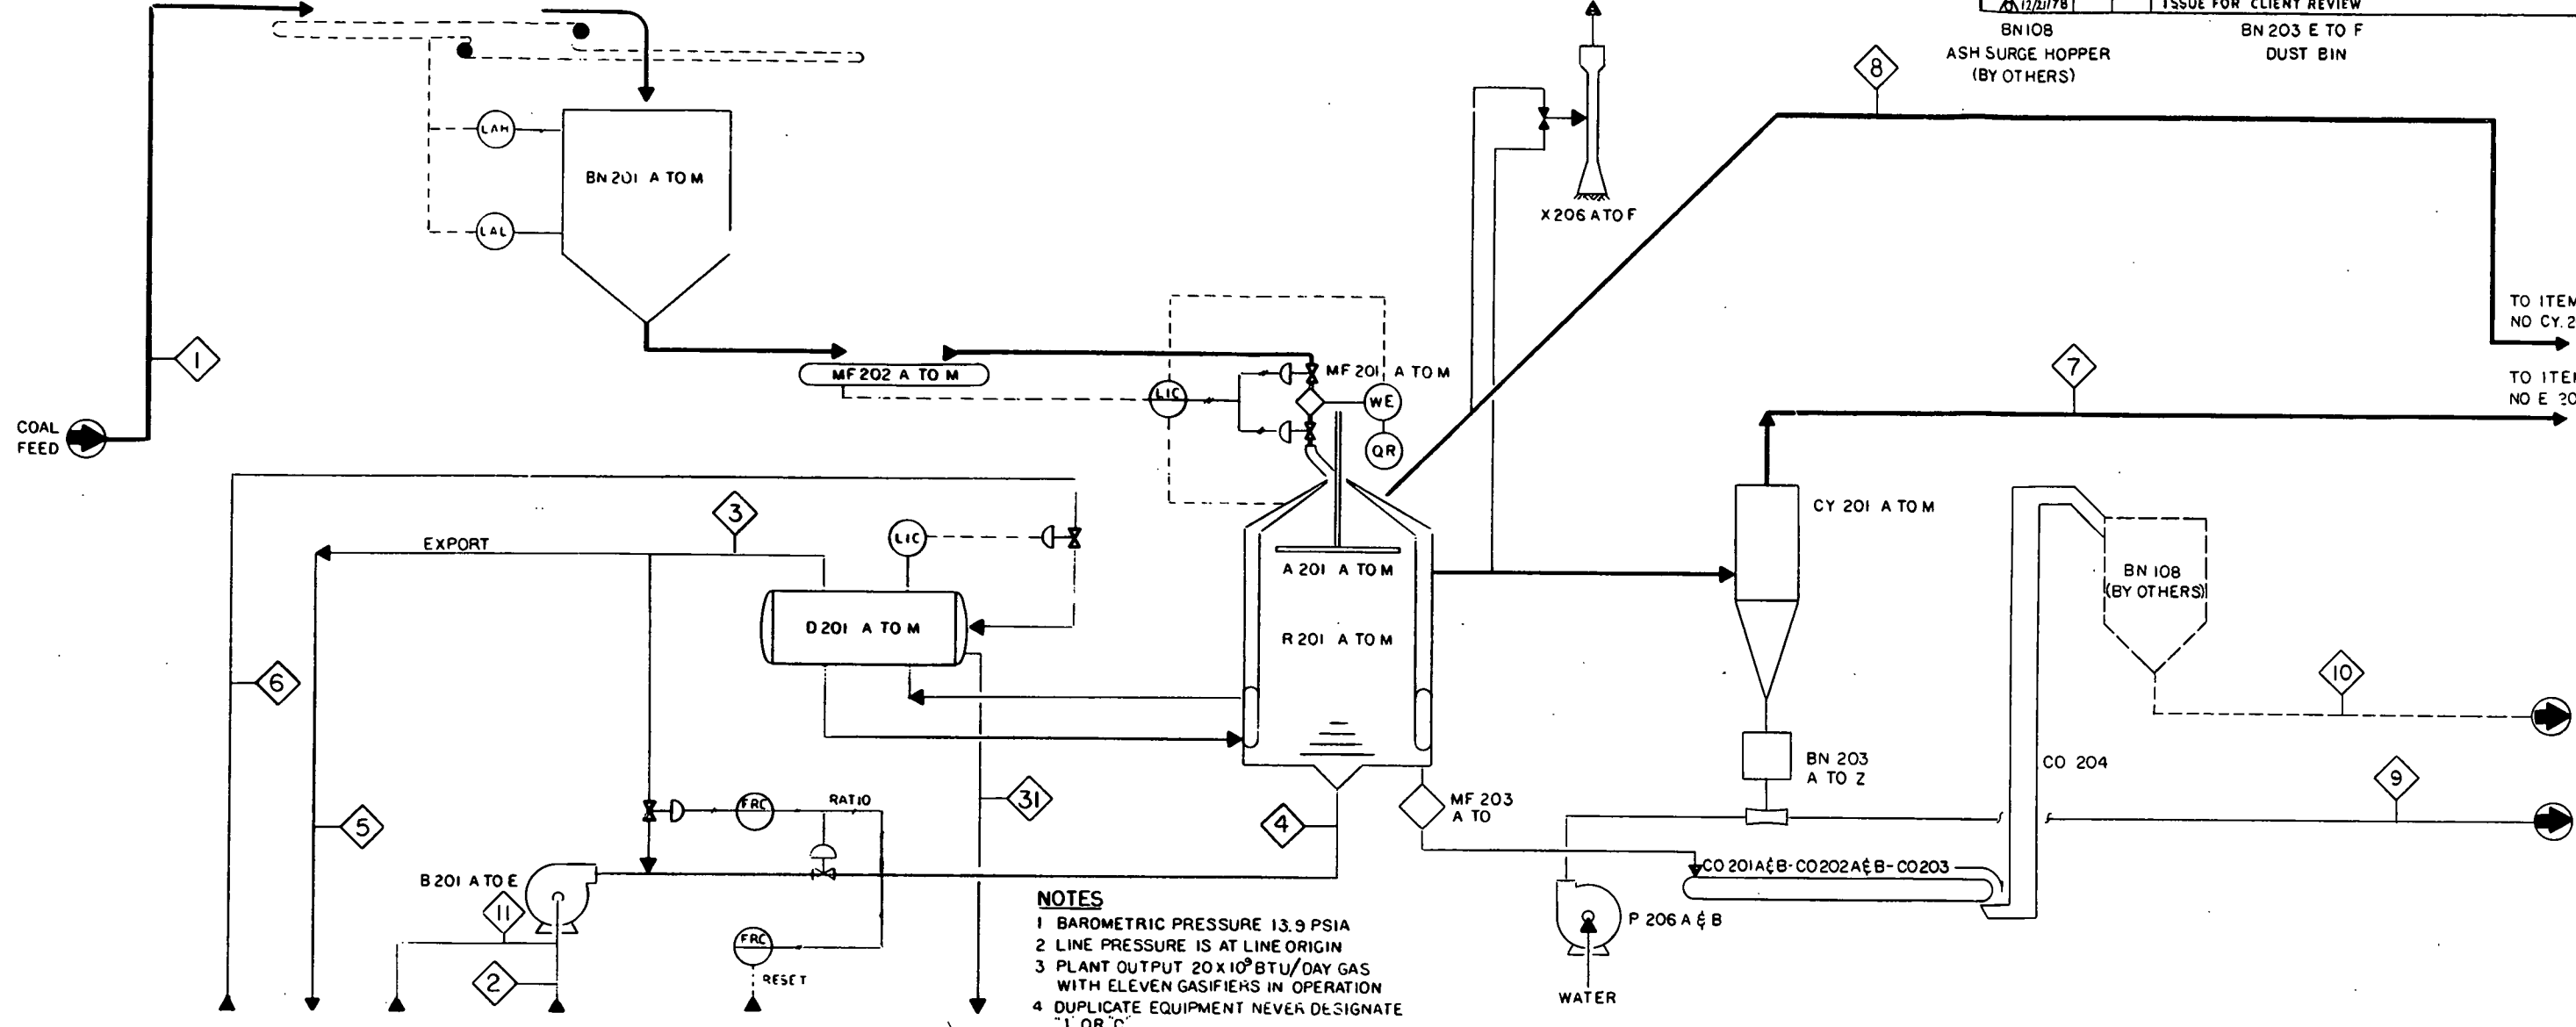 12/21/78 ISSUE FOR CLIENT REVIEW
BN108
ASH SURGE HOPPER
(BY OTHERS)
BN 203 E TO F
DUST BIN
8
LAH
BN 201 A TO M
LAL
X 206 A TO F
1
TO ITEM
NO CY. 2
MF 202 A TO M
MF 201 A TO M
LIC
WE
QR
7
TO ITEM
NO E 20
COAL
FEED
3
EXPORT
LIC
CY 201 A TO M
A 201 A TO M
BN 108
(BY OTHERS)
D 201 A TO M
R 201 A TO M
6
10
BN 203
A TO Z
CO 204
9
31
MF 203
A TO
4
5
FRC
RATIO
B 201 A TO E
11
CO 201A & B-CO 202A & B-CO 203
P 206 A & B
2
FRC
RESET
WATER
NOTES
1 BAROMETRIC PRESSURE 13.9 PSIA
2 LINE PRESSURE IS AT LINE ORIGIN
3 PLANT OUTPUT 20 X 10⁹ BTU/DAY GAS
WITH ELEVEN GASIFIERS IN OPERATION
4 DUPLICATE EQUIPMENT NEVER DESIGNATE
"I" OR "O"